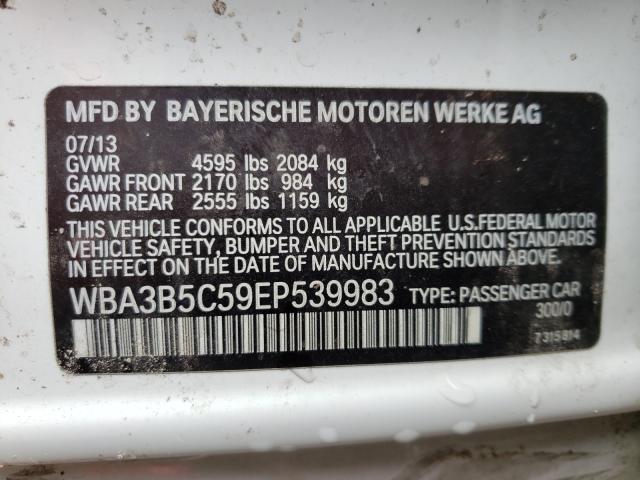 MFD BY BAYERISCHE MOTOREN WERKE AG
07/13
GVWR 4595 lbs 2084 kg
GAWR FRONT 2170 lbs 984 kg
GAWR REAR 2555 lbs 1159 kg
THIS VEHICLE CONFORMS TO ALL APPLICABLE U.S.FEDERAL MOTOR
VEHICLE SAFETY, BUMPER AND THEFT PREVENTION STANDARDS
IN EFFECT ON THE DATE OF MANUFACTURE SHOWN ABOVE.
WBA3B5C59EP539983 TYPE: PASSENGER CAR
300/0
7315814